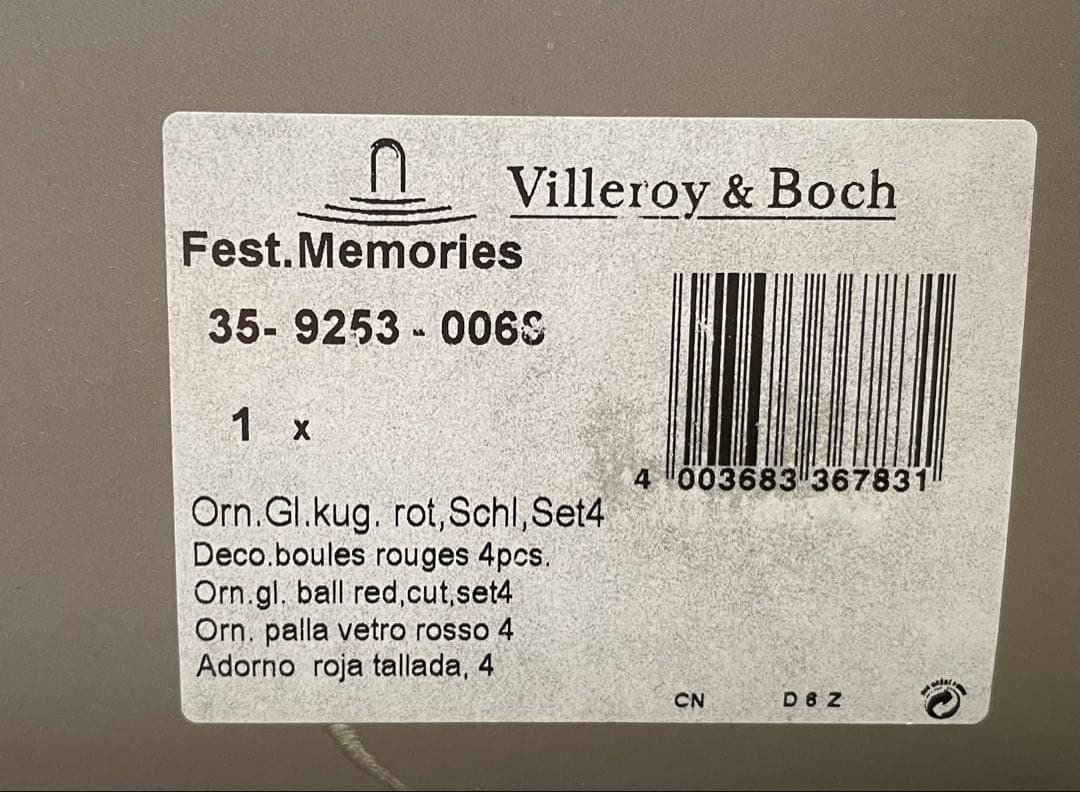 Villeroy & Boch
Fest.Memories
35- 9253 - 0068
1 x
4 003683 367831
Orn.Gl.kug. rot,Schl,Set4
Deco.boules rouges 4pcs.
Orn.gl. ball red,cut,set4
Orn. palla vetro rosso 4
Adorno roja tallada, 4
CN D 6 Z